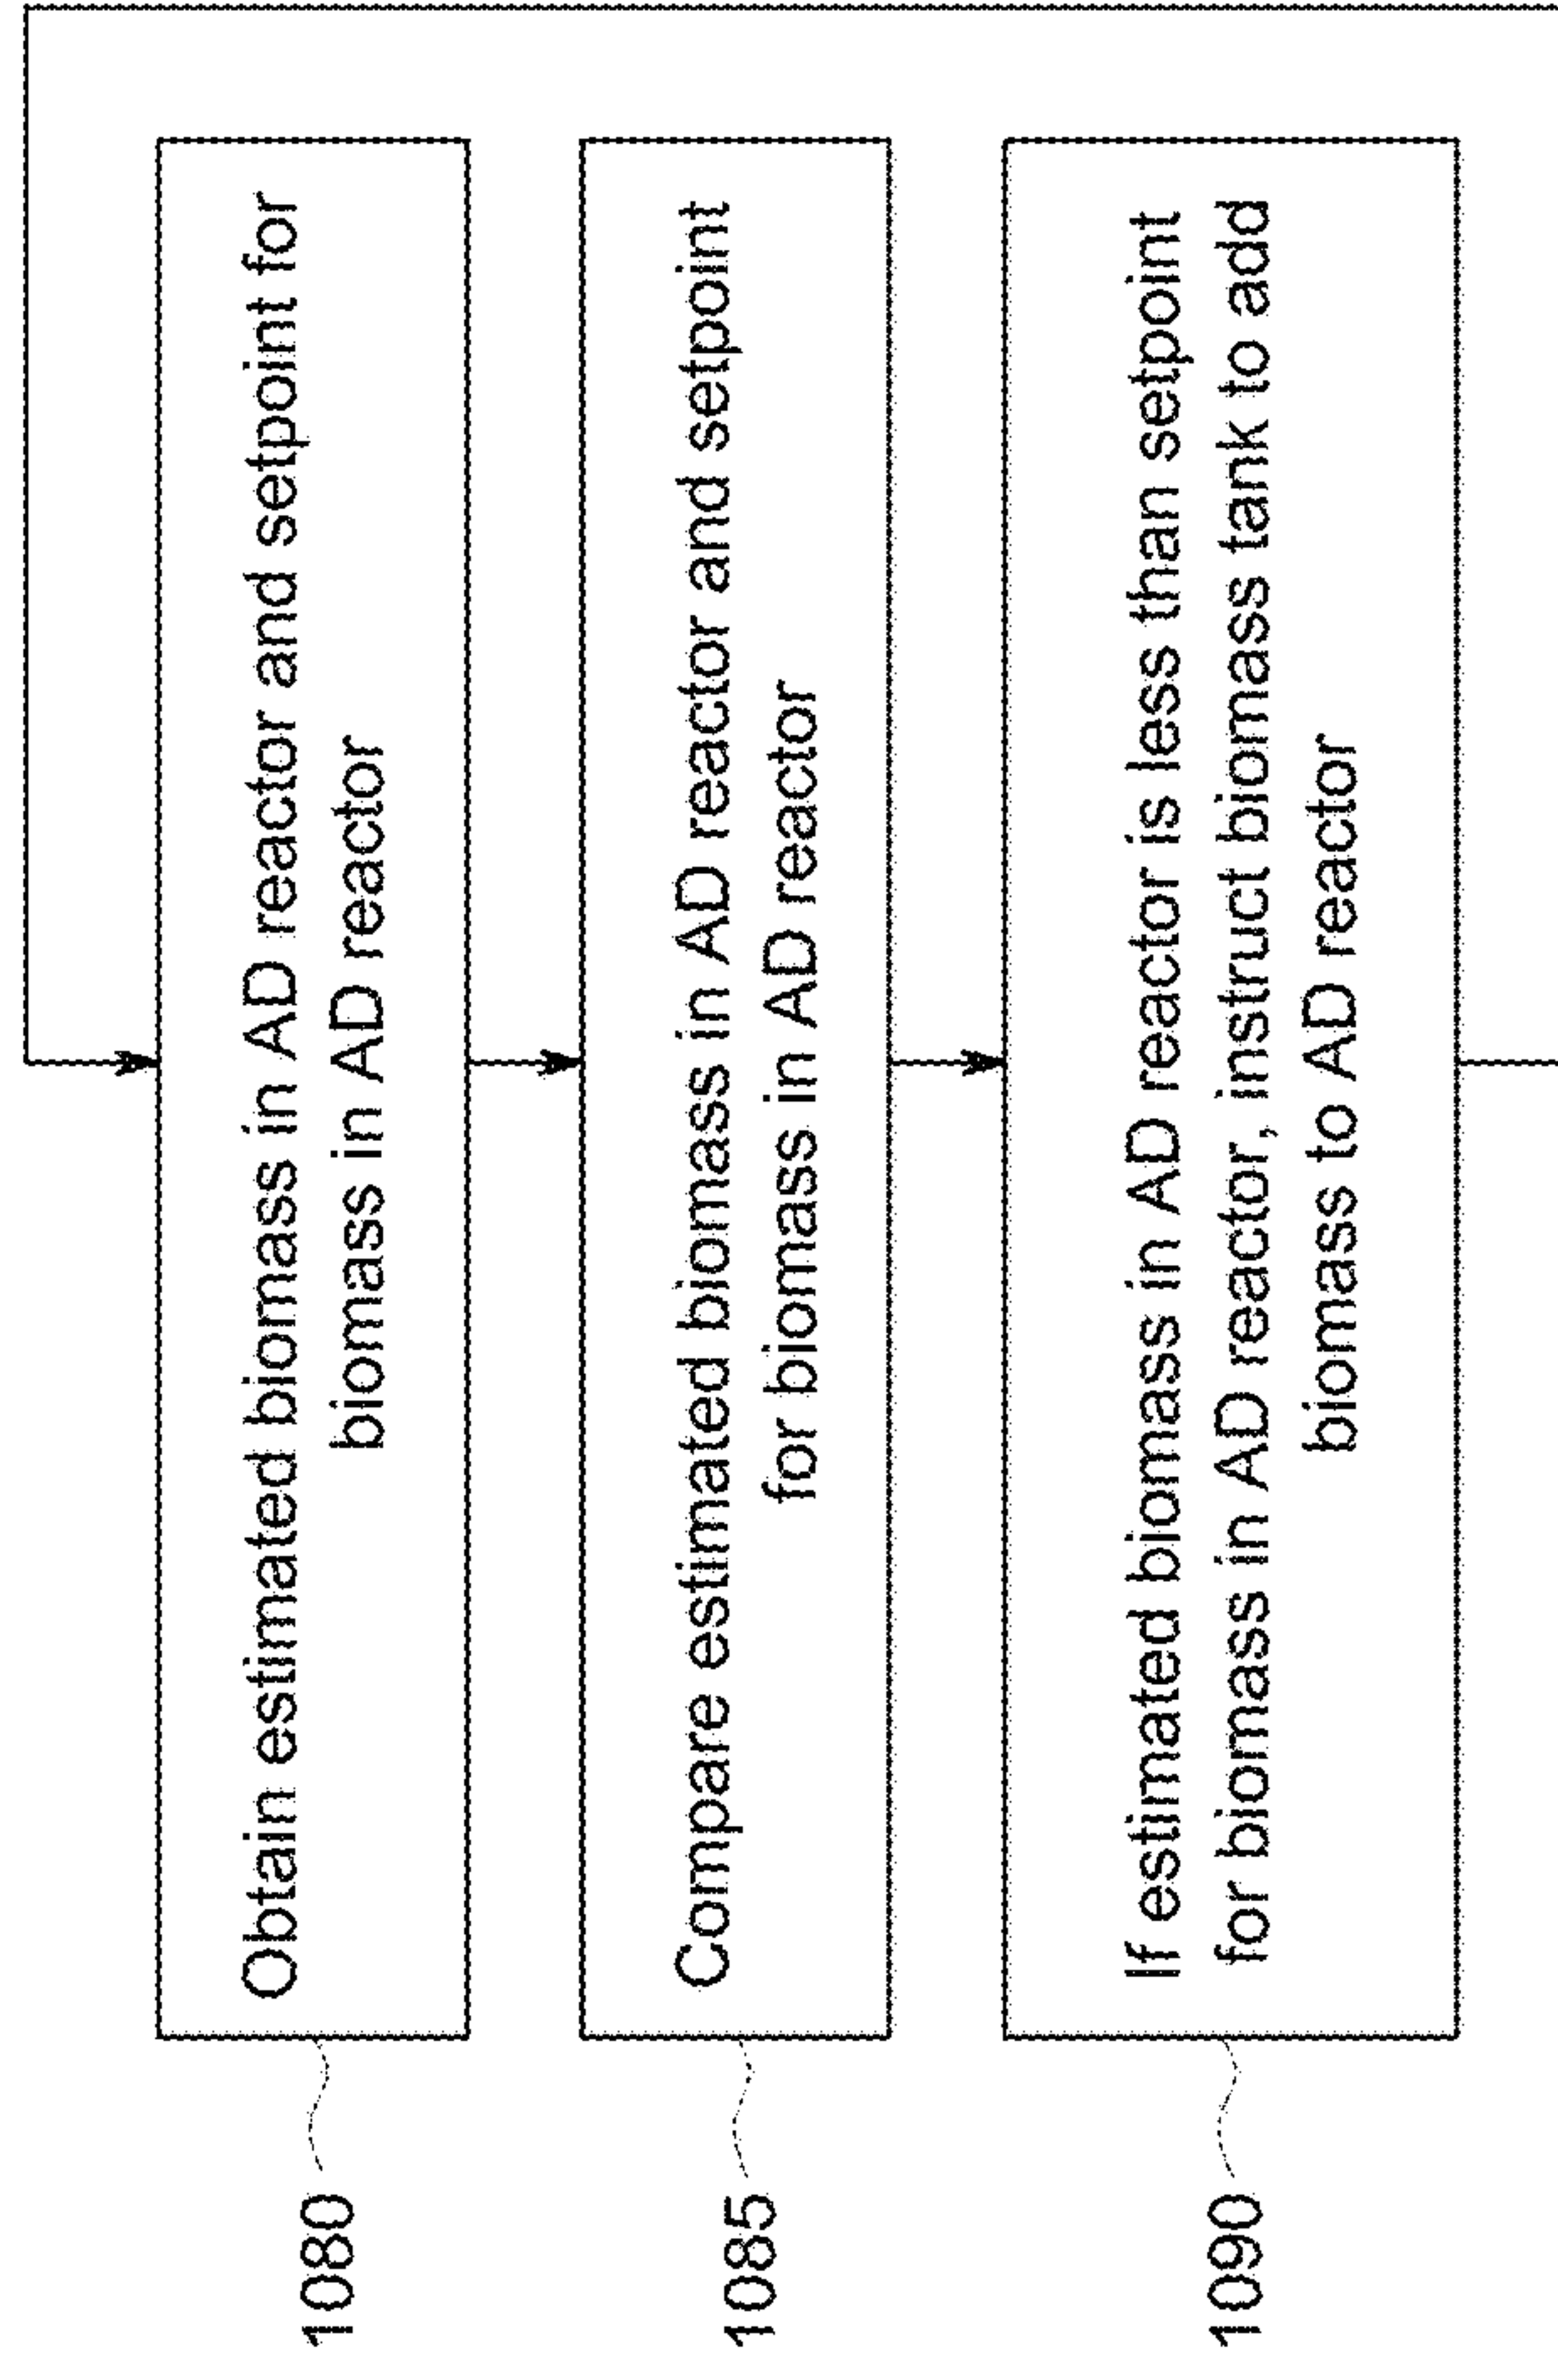 1080
Obtain estimated biomass in AD reactor and setpoint for
biomass in AD reactor
1085
Compare estimated biomass in AD reactor and setpoint
for biomass in AD reactor
1090
If estimated biomass in AD reactor is less than setpoint
for biomass in AD reactor, instruct biomass tank to add
biomass to AD reactor